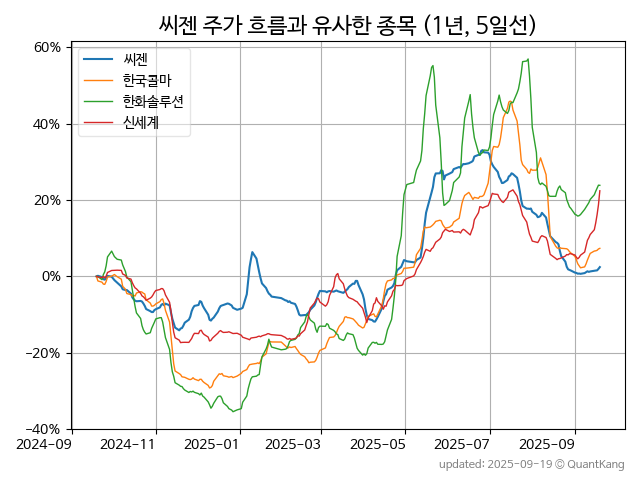 씨젠 주가 흐름과 유사한 종목 (1년, 5일선)
씨젠
한국콜마
한화솔루션
신세계
60%
40%
20%
0%
−20%
−40%
2024-09 2024-11 2025-01 2025-03 2025-05 2025-07 2025-09
updated: 2025-09-19 © QuantKang